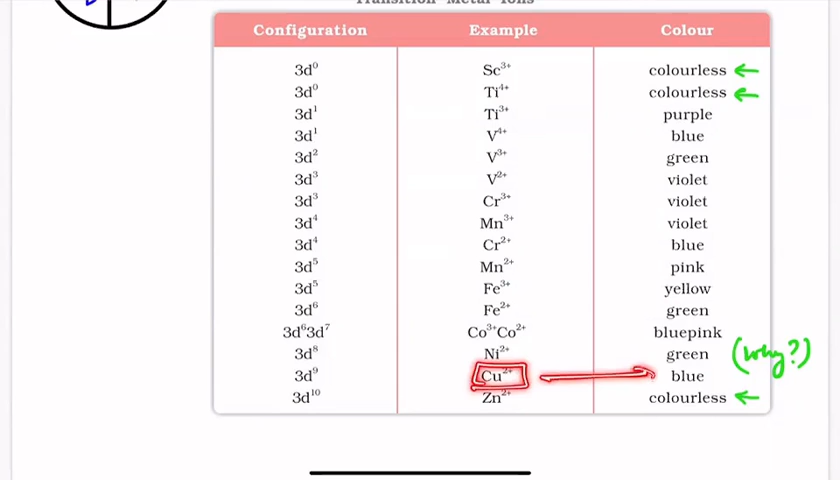 Transition Metal Ions
Configuration Example Colour
3d⁰ Sc³⁺ colourless
3d⁰ Ti⁴⁺ colourless
3d¹ Ti³⁺ purple
3d¹ V⁴⁺ blue
3d² V³⁺ green
3d³ V²⁺ violet
3d³ Cr³⁺ violet
3d⁴ Mn³⁺ violet
3d⁴ Cr²⁺ blue
3d⁵ Mn²⁺ pink
3d⁵ Fe³⁺ yellow
3d⁶ Fe²⁺ green
3d⁶3d⁷ Co³⁺Co²⁺ bluepink
3d⁸ Ni²⁺ green (why?)
3d⁹ Cu²⁺ blue
3d¹⁰ Zn²⁺ colourless